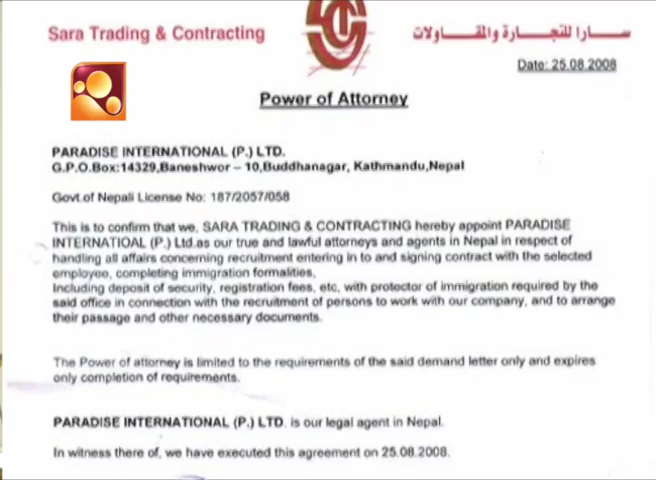 Sara Trading & Contracting
ســارا للتجــارة والمقــاولات
Date: 25.08.2008
Power of Attorney
PARADISE INTERNATIONAL (P.) LTD.
G.P.O.Box:14329,Baneshwor – 10,Buddhanagar, Kathmandu,Nepal
Govt.of Nepali License No: 187/2057/058
This is to confirm that we, SARA TRADING & CONTRACTING hereby appoint PARADISE
INTERNATIOAL (P.) Ltd.as our true and lawful attorneys and agents in Nepal in respect of
handling all affairs concerning recruitment entering in to and signing contract with the selected
employee, completing immigration formalities,
Including deposit of security, registration fees, etc, with protector of immigration required by the
said office in connection with the recruitment of persons to work with our company, and to arrange
their passage and other necessary documents.
The Power of attorney is limited to the requirements of the said demand letter only and expires
only completion of requirements.
PARADISE INTERNATIONAL (P.) LTD. is our legal agent in Nepal.
In witness there of, we have executed this agreement on 25.08.2008.